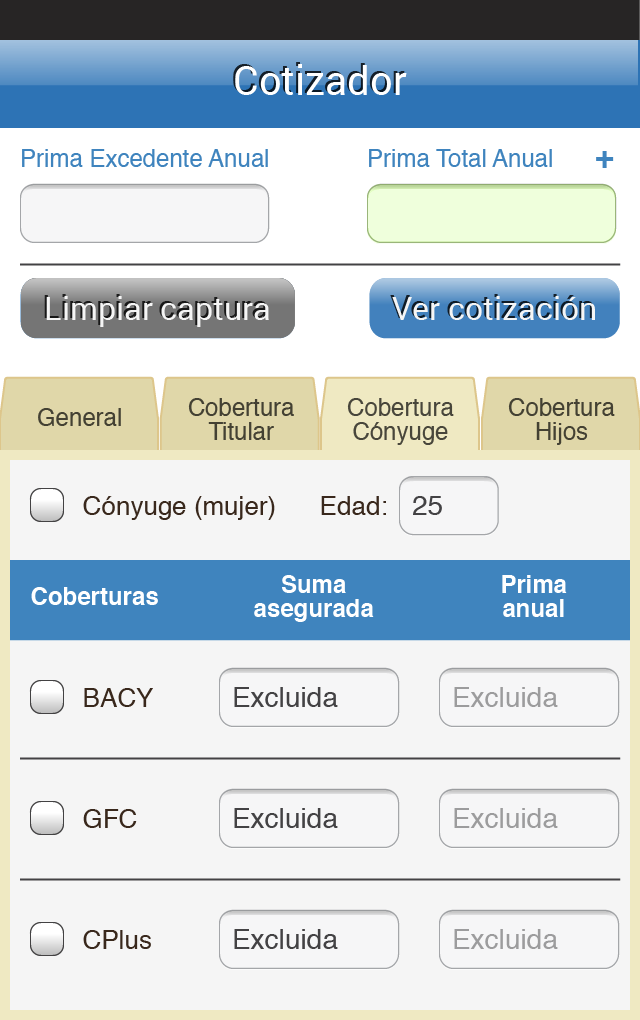 Cotizador
Prima Excedente Anual
Prima Total Anual +
Limpiar captura
Ver cotización
General
Cobertura
Titular
Cobertura
Cónyuge
Cobertura
Hijos
Cónyuge (mujer) Edad: 25
Coberturas
Suma
asegurada
Prima
anual
BACY Excluida Excluida
GFC Excluida Excluida
CPlus Excluida Excluida